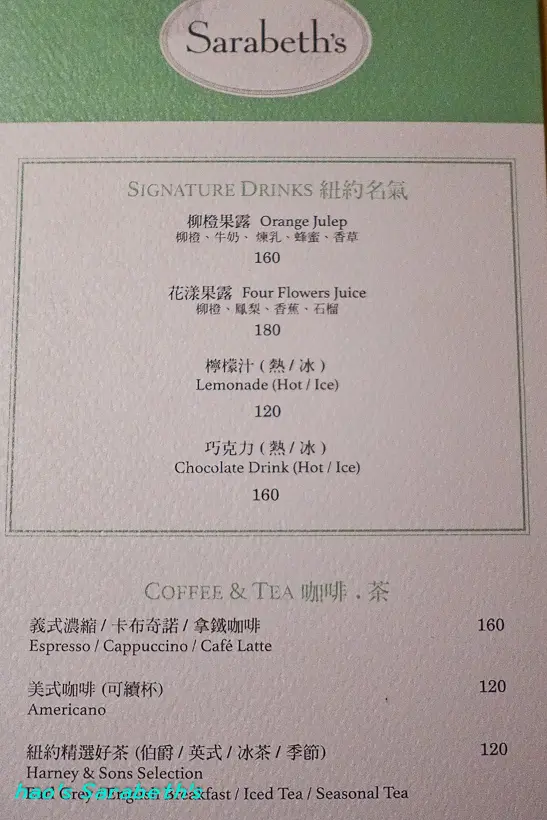 Sarabeth's
SIGNATURE DRINKS 紐約名氣
柳橙果露 Orange Julep
柳橙、牛奶、煉乳、蜂蜜、香草
160
花漾果露 Four Flowers Juice
柳橙、鳳梨、香蕉、石榴
180
檸檬汁 ( 熱 / 冰 )
Lemonade (Hot / Ice)
120
巧克力 ( 熱 / 冰 )
Chocolate Drink (Hot / Ice)
160
COFFEE & TEA 咖啡 . 茶
義式濃縮 / 卡布奇諾 / 拿鐵咖啡 160
Espresso / Cappuccino / Café Latte
美式咖啡 (可續杯) 120
Americano
紐約精選好茶 (伯爵 / 英式 / 冰茶 / 季節) 120
Harney & Sons Selection
Earl Grey / English Breakfast / Iced Tea / Seasonal Tea
hao's Sarabeth's